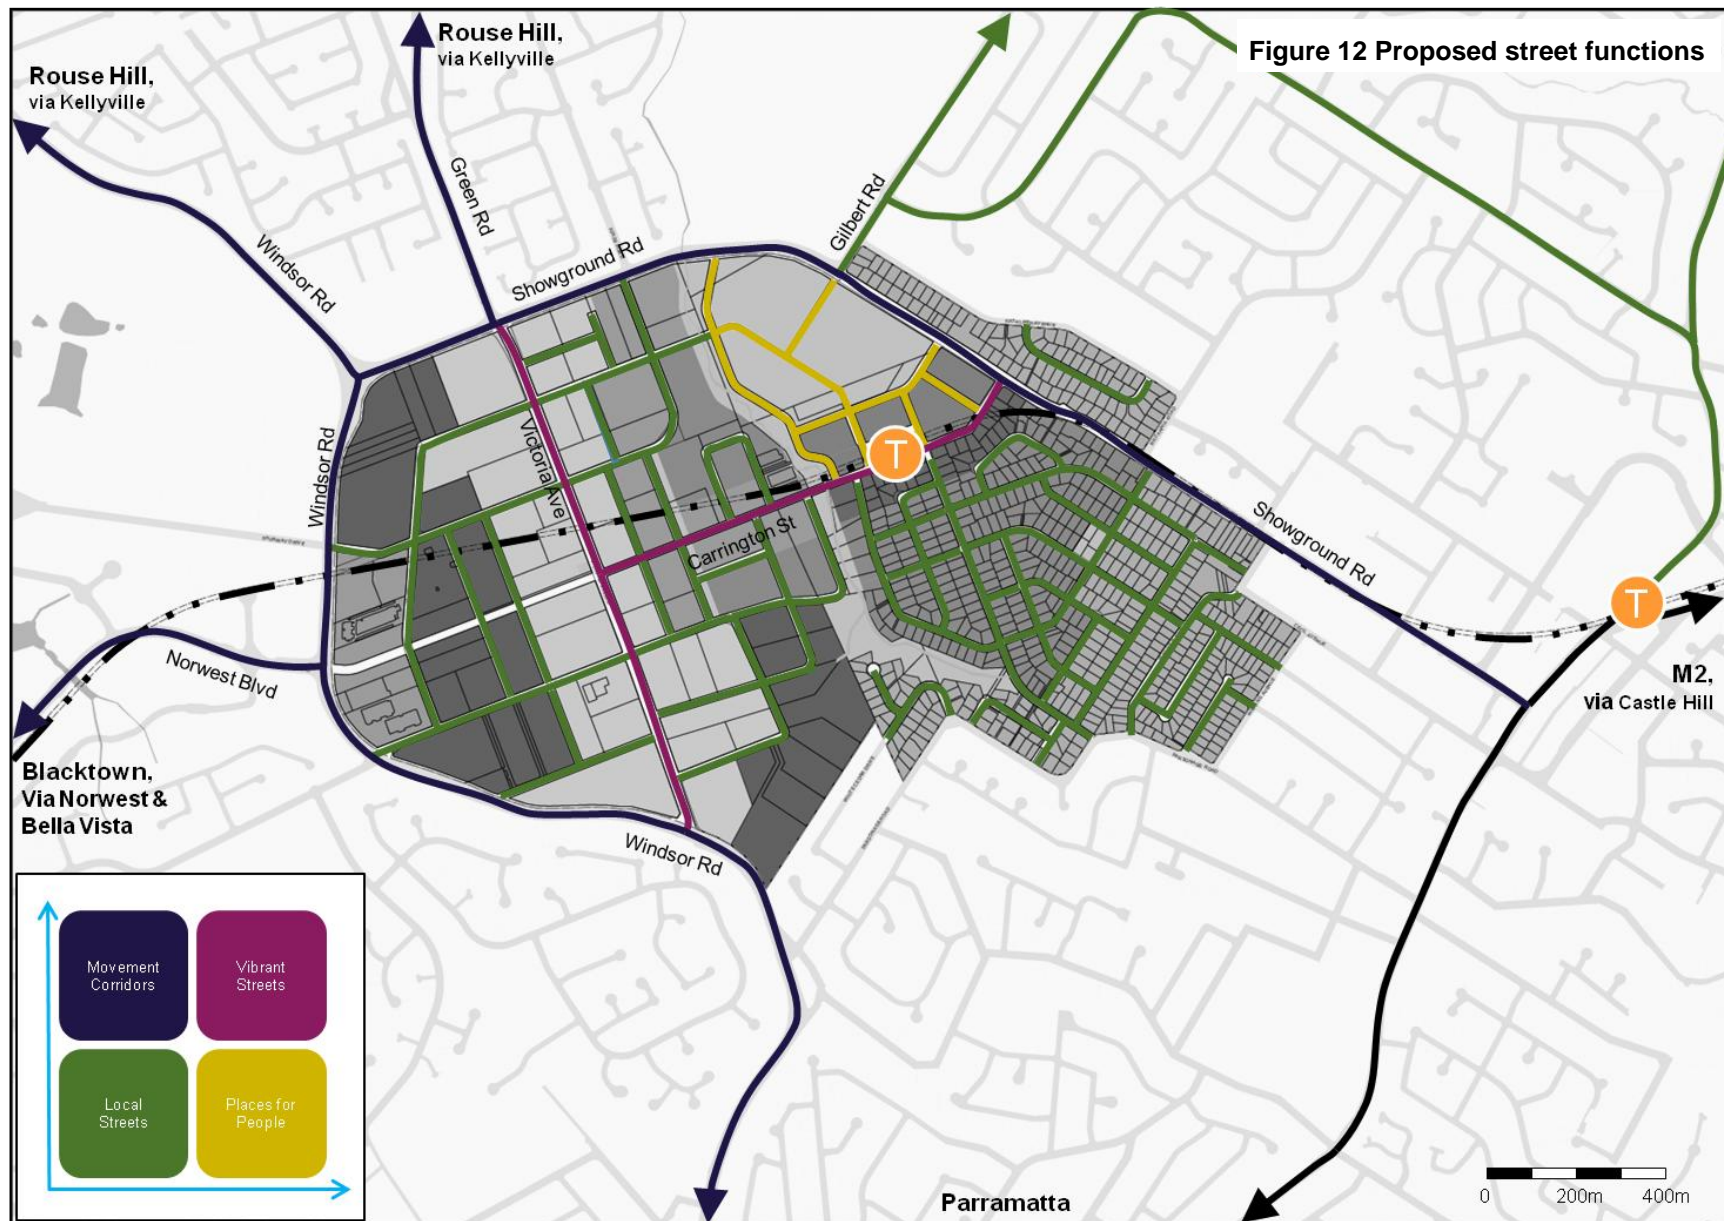 Figure 12 Proposed street functions
Rouse Hill,
via Kellyville
Rouse Hill,
via Kellyville
Green Rd
Gilbert Rd
Windsor Rd
Showground Rd
Windsor Rd
Victoria Ave
Carrington St
Showground Rd
T
T
Norwest Blvd
M2,
via Castle Hill
Blacktown,
Via Norwest &
Bella Vista
Windsor Rd
Movement
Corridors
Vibrant
Streets
Local
Streets
Places for
People
Parramatta
0 200m 400m